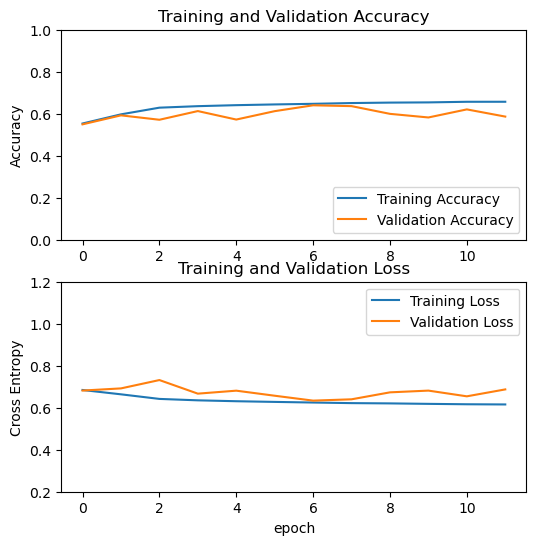 Training and Validation Accuracy
1.0
0.8
0.6
0.4
0.2
0.0
Accuracy
Training Accuracy
Validation Accuracy
0 2 4 6 8 10
Training and Validation Loss
1.2
1.0
0.8
0.6
0.4
0.2
Cross Entropy
Training Loss
Validation Loss
0 2 4 6 8 10
epoch